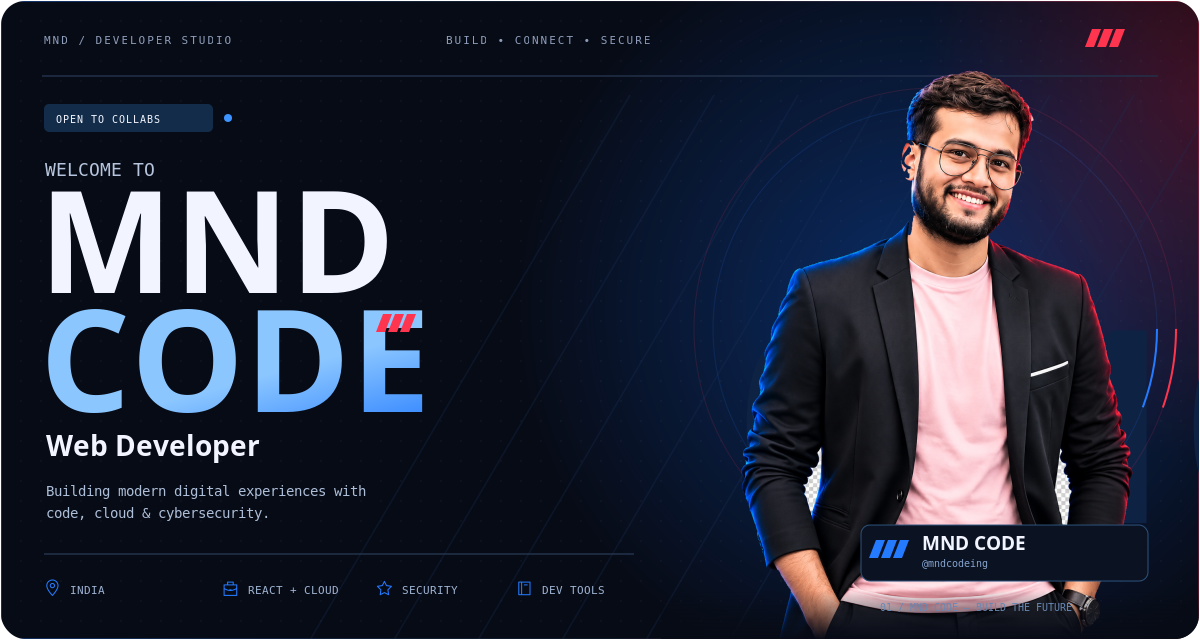 MND / DEVELOPER STUDIO
BUILD • CONNECT • SECURE
OPEN TO COLLABS
WELCOME TO
MND
CODE
Web Developer
Building modern digital experiences with
code, cloud & cybersecurity.
INDIA
REACT + CLOUD
SECURITY
DEV TOOLS
MND CODE
@mndcodeing
BUILD THE FUTURE